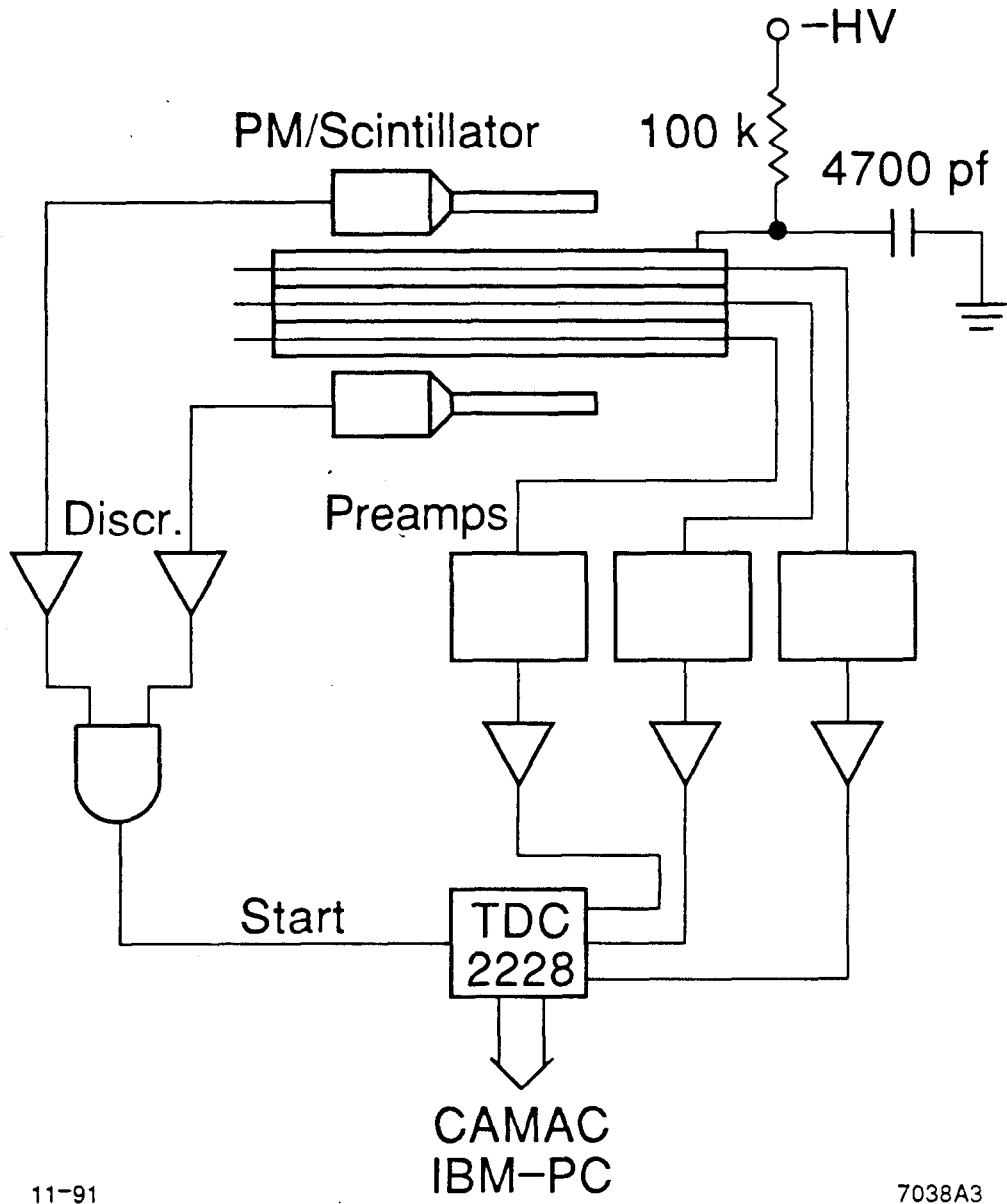 –HV
PM/Scintillator
100 k
4700 pf
Discr.
Preamps
Start
TDC
2228
CAMAC
IBM–PC
11–91
7038A3